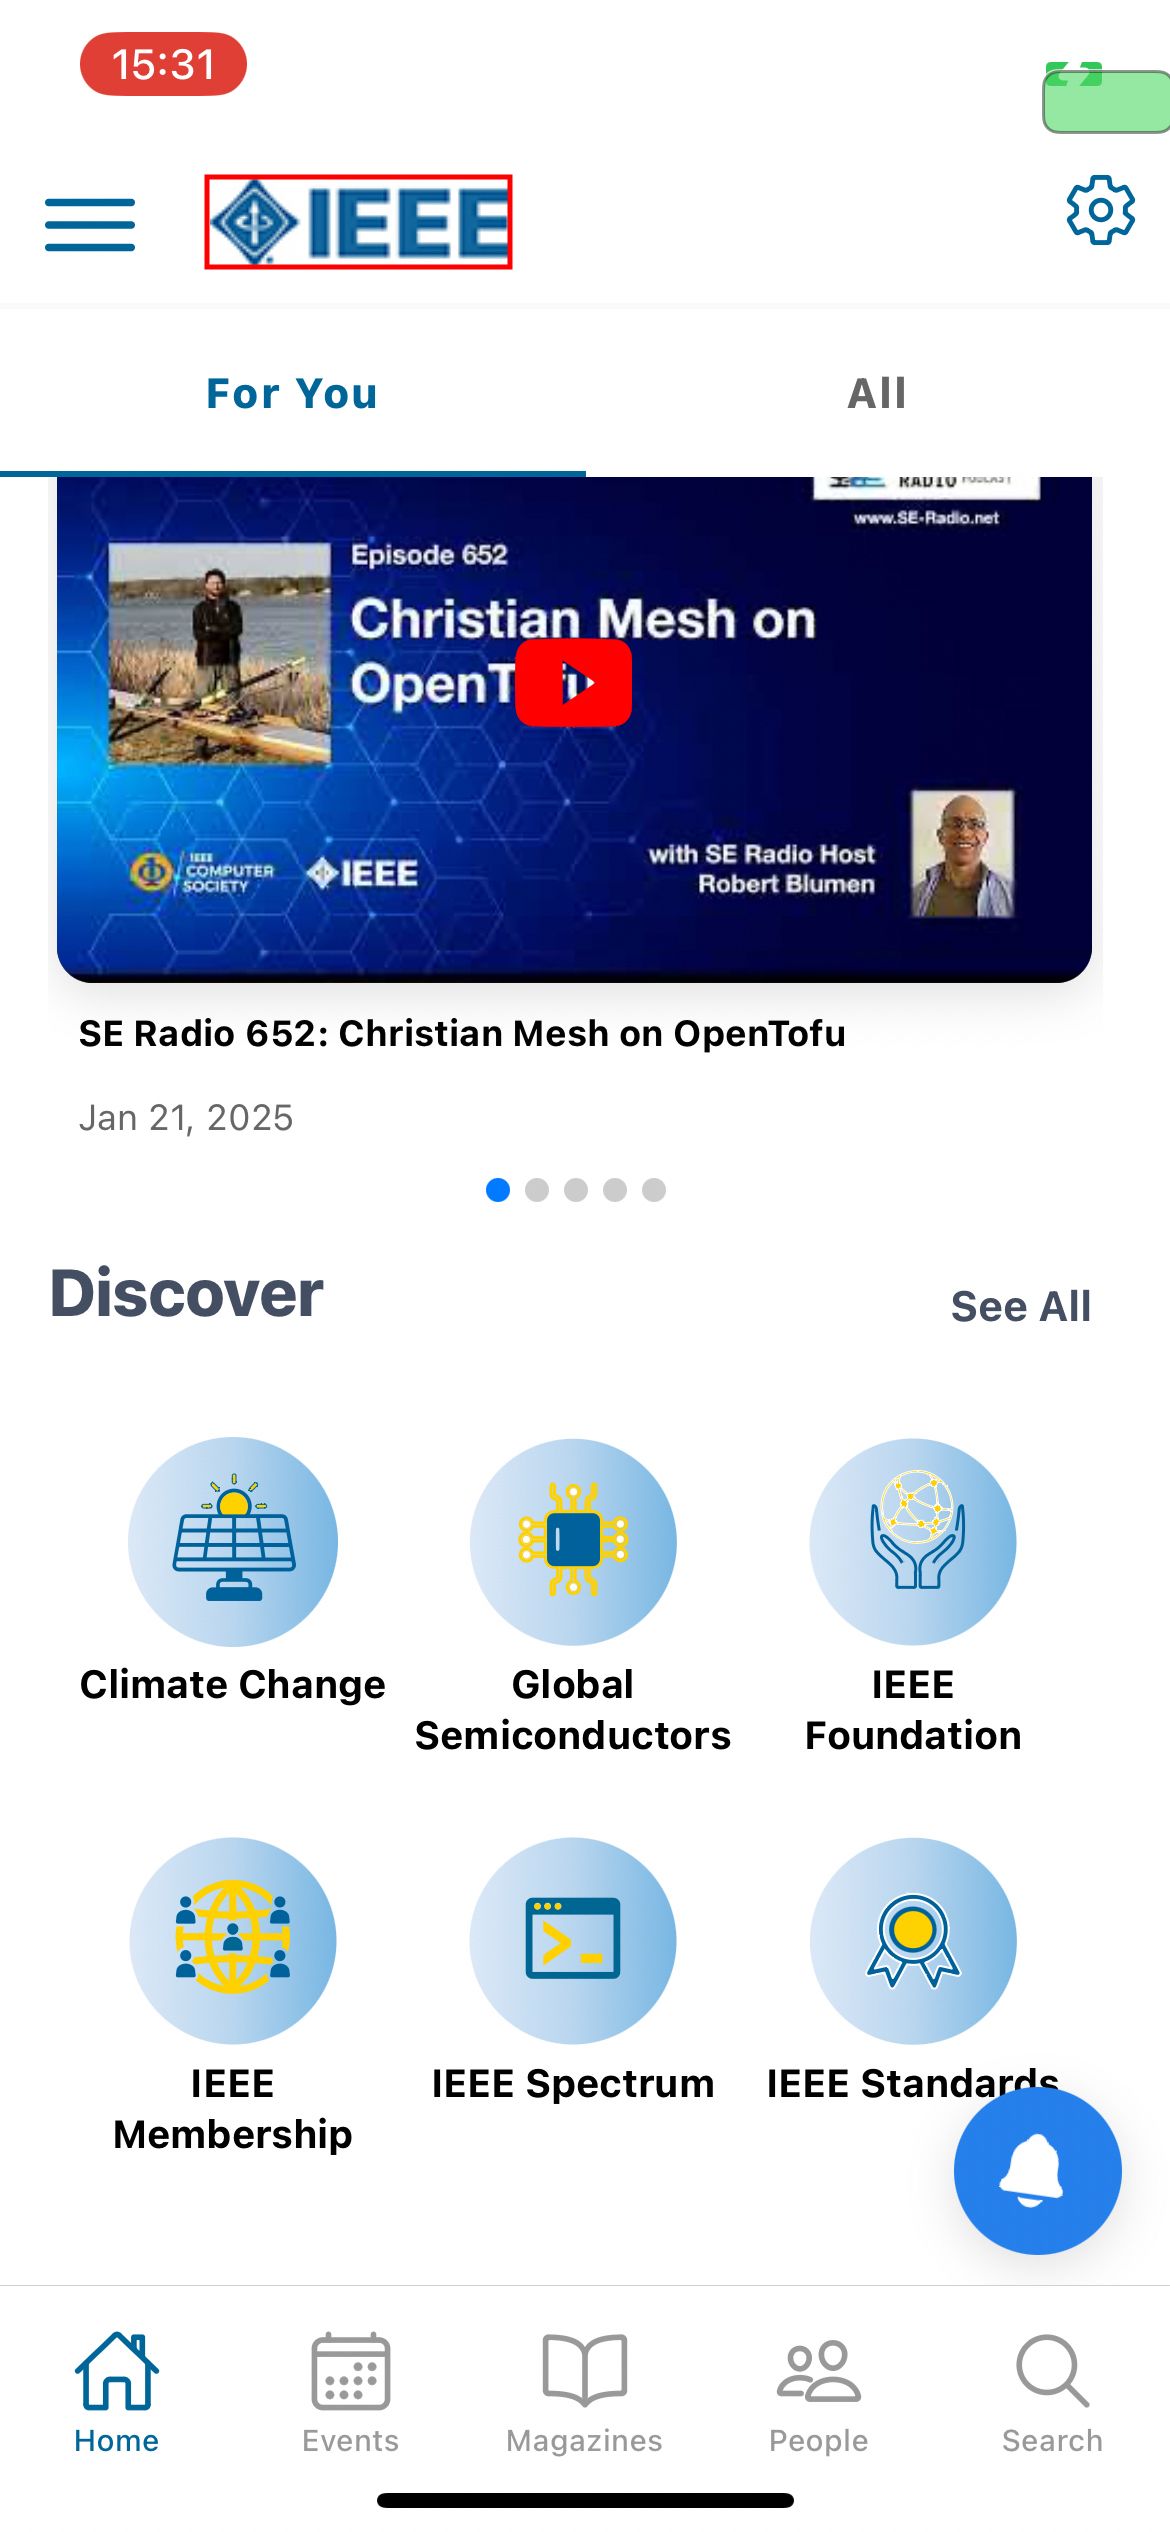 15:31
IEEE
For You
All
RADIO PODCAST
www.SE-Radio.net
Episode 652
Christian Mesh on
OpenTofu
IEEE
COMPUTER
SOCIETY
IEEE
with SE Radio Host
Robert Blumen
SE Radio 652: Christian Mesh on OpenTofu
Jan 21, 2025
Discover
See All
Climate Change
Global
Semiconductors
IEEE
Foundation
IEEE
Membership
IEEE Spectrum
IEEE Standards
Home
Events
Magazines
People
Search